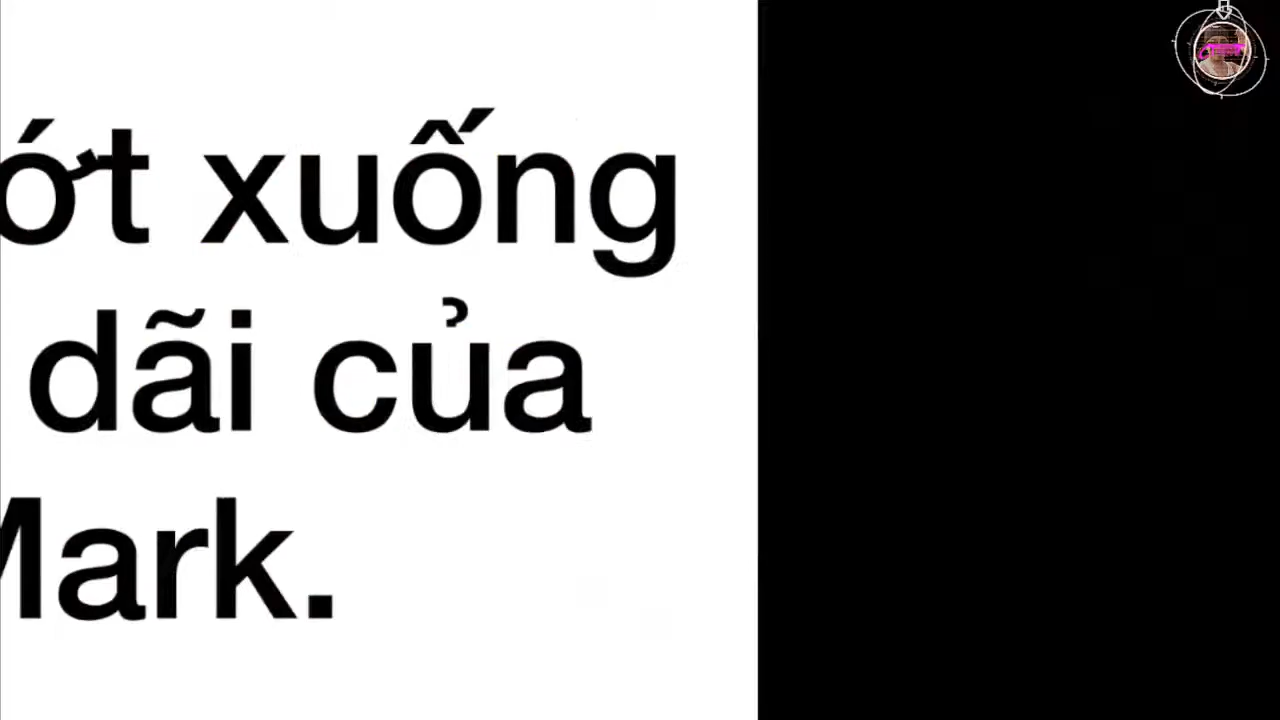 ớt xuống
dãi của
Mark.